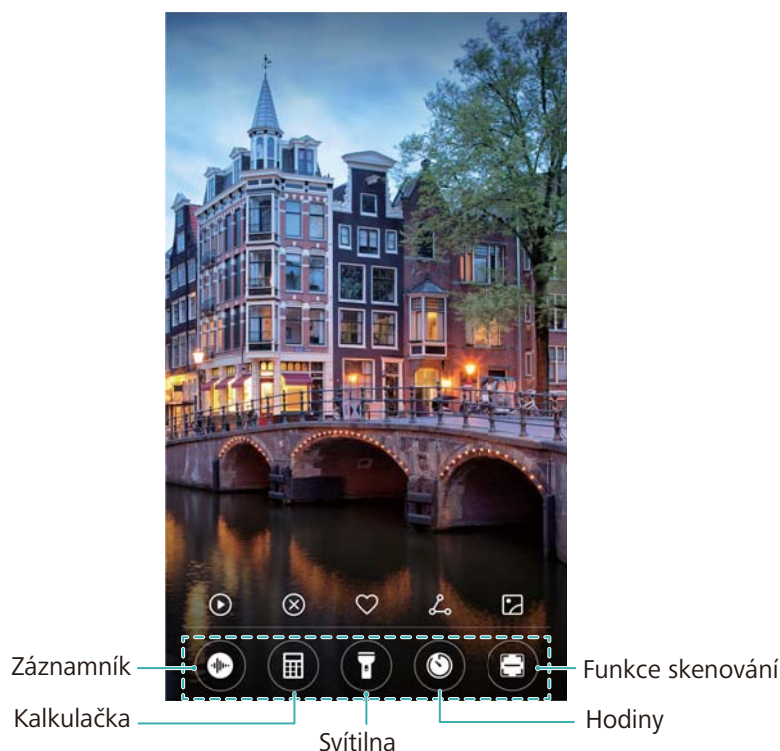 Záznamník
Funkce skenování
Kalkulačka
Hodiny
Svítilna